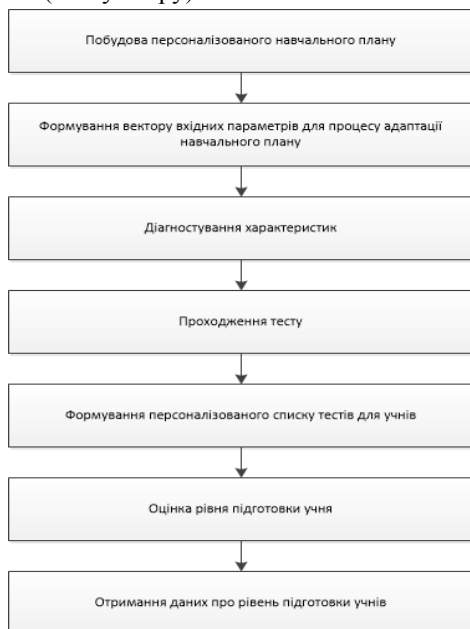 Побудова персоналізованого навчального плану
Формування вектору вхідних параметрів для процесу адаптації
навчального плану
Діагностування характеристик
Проходження тесту
Формування персоналізованого списку тестів для учнів
Оцінка рівня підготовки учня
Отримання даних про рівень підготовки учнів